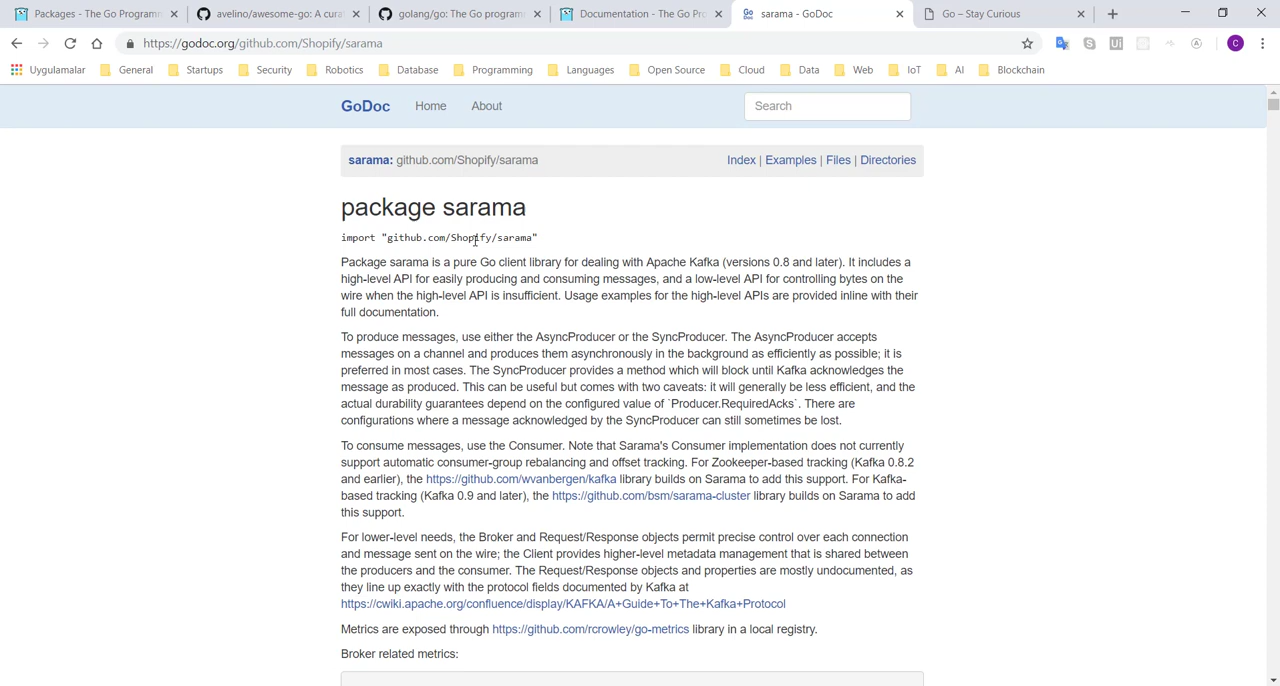 Packages - The Go Programm
avelino/awesome-go: A cura
golang/go: The Go program
Documentation - The Go Pro
Go sarama - GoDoc
Go – Stay Curious
https://godoc.org/github.com/Shopify/sarama
Uygulamalar General Startups Security Robotics Database Programming Languages Open Source Cloud Data Web IoT AI Blockchain
GoDoc Home About Search
sarama: github.com/Shopify/sarama Index | Examples | Files | Directories
package sarama
import "github.com/Shopify/sarama"
Package sarama is a pure Go client library for dealing with Apache Kafka (versions 0.8 and later). It includes a
high-level API for easily producing and consuming messages, and a low-level API for controlling bytes on the
wire when the high-level API is insufficient. Usage examples for the high-level APIs are provided inline with their
full documentation.
To produce messages, use either the AsyncProducer or the SyncProducer. The AsyncProducer accepts
messages on a channel and produces them asynchronously in the background as efficiently as possible; it is
preferred in most cases. The SyncProducer provides a method which will block until Kafka acknowledges the
message as produced. This can be useful but comes with two caveats: it will generally be less efficient, and the
actual durability guarantees depend on the configured value of `Producer.RequiredAcks`. There are
configurations where a message acknowledged by the SyncProducer can still sometimes be lost.
To consume messages, use the Consumer. Note that Sarama's Consumer implementation does not currently
support automatic consumer-group rebalancing and offset tracking. For Zookeeper-based tracking (Kafka 0.8.2
and earlier), the https://github.com/wvanbergen/kafka library builds on Sarama to add this support. For Kafka-
based tracking (Kafka 0.9 and later), the https://github.com/bsm/sarama-cluster library builds on Sarama to add
this support.
For lower-level needs, the Broker and Request/Response objects permit precise control over each connection
and message sent on the wire; the Client provides higher-level metadata management that is shared between
the producers and the consumer. The Request/Response objects and properties are mostly undocumented, as
they line up exactly with the protocol fields documented by Kafka at
https://cwiki.apache.org/confluence/display/KAFKA/A+Guide+To+The+Kafka+Protocol
Metrics are exposed through https://github.com/rcrowley/go-metrics library in a local registry.
Broker related metrics: